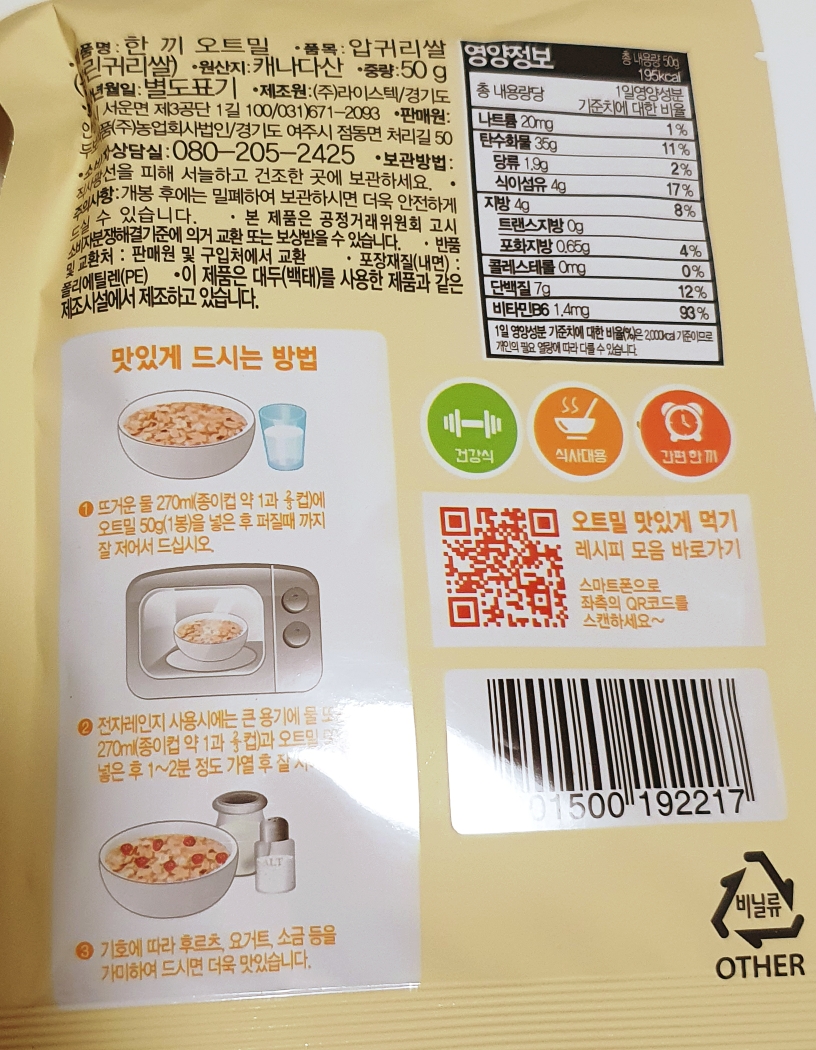 품명: 한 끼 오트밀 •품목: 압귀리쌀
귀리쌀) •원산지: 캐나다산 •중량: 50 g
년월일: 별도표기 •제조원: (주)라이스텍/경기도
서운면 제3공단 1길 100/031)671-2093 •판매원:
(주)농업회사법인/경기도 여주시 점동면 처리길 50
상담실: 080-205-2425 •보관방법:
직사광선을 피해 서늘하고 건조한 곳에 보관하세요. •
주의사항: 개봉 후에는 밀폐하여 보관하시면 더욱 안전하게
드실 수 있습니다. • 본 제품은 공정거래위원회 고시
소비자분쟁해결기준에 의거 교환 또는 보상받을 수 있습니다. • 반품
및 교환처 : 판매원 및 구입처에서 교환 • 포장재질(내면) :
폴리에틸렌(PE) •이 제품은 대두(백태)를 사용한 제품과 같은
제조시설에서 제조하고 있습니다.
영양정보 총 내용량 50g
195kcal
총 내용량당 1일영양성분
기준치에 대한 비율
나트륨 20mg 1%
탄수화물 35g 11%
당류 1.9g 2%
식이섬유 4g 17%
지방 4g 8%
트랜스지방 0g
포화지방 0.65g 4%
콜레스테롤 0mg 0%
단백질 7g 12%
비타민B6 1.4mg 93%
1일 영양성분 기준치에 대한 비율(%)은 2,000kcal 기준이므로
개인의 필요 열량에 따라 다를 수 있습니다.
맛있게 드시는 방법
1 뜨거운 물 270ml(종이컵 약 1과 컵)에
오트밀 50g(1봉)을 넣은 후 퍼질때 까지
잘 저어서 드십시오.
2 전자레인지 사용시에는 큰 용기에 물
270ml(종이컵 약 1과 컵)과 오트밀
넣은 후 1~2분 정도 가열 후 잘
ALT
3 기호에 따라 후르츠, 요거트, 소금 등을
가미하여 드시면 더욱 맛있습니다.
건강식
식사대용
간편한끼
오트밀 맛있게 먹기
레시피 모음 바로가기
스마트폰으로
좌측의 QR코드를
스캔하세요~
01500 192217
비닐류
OTHER